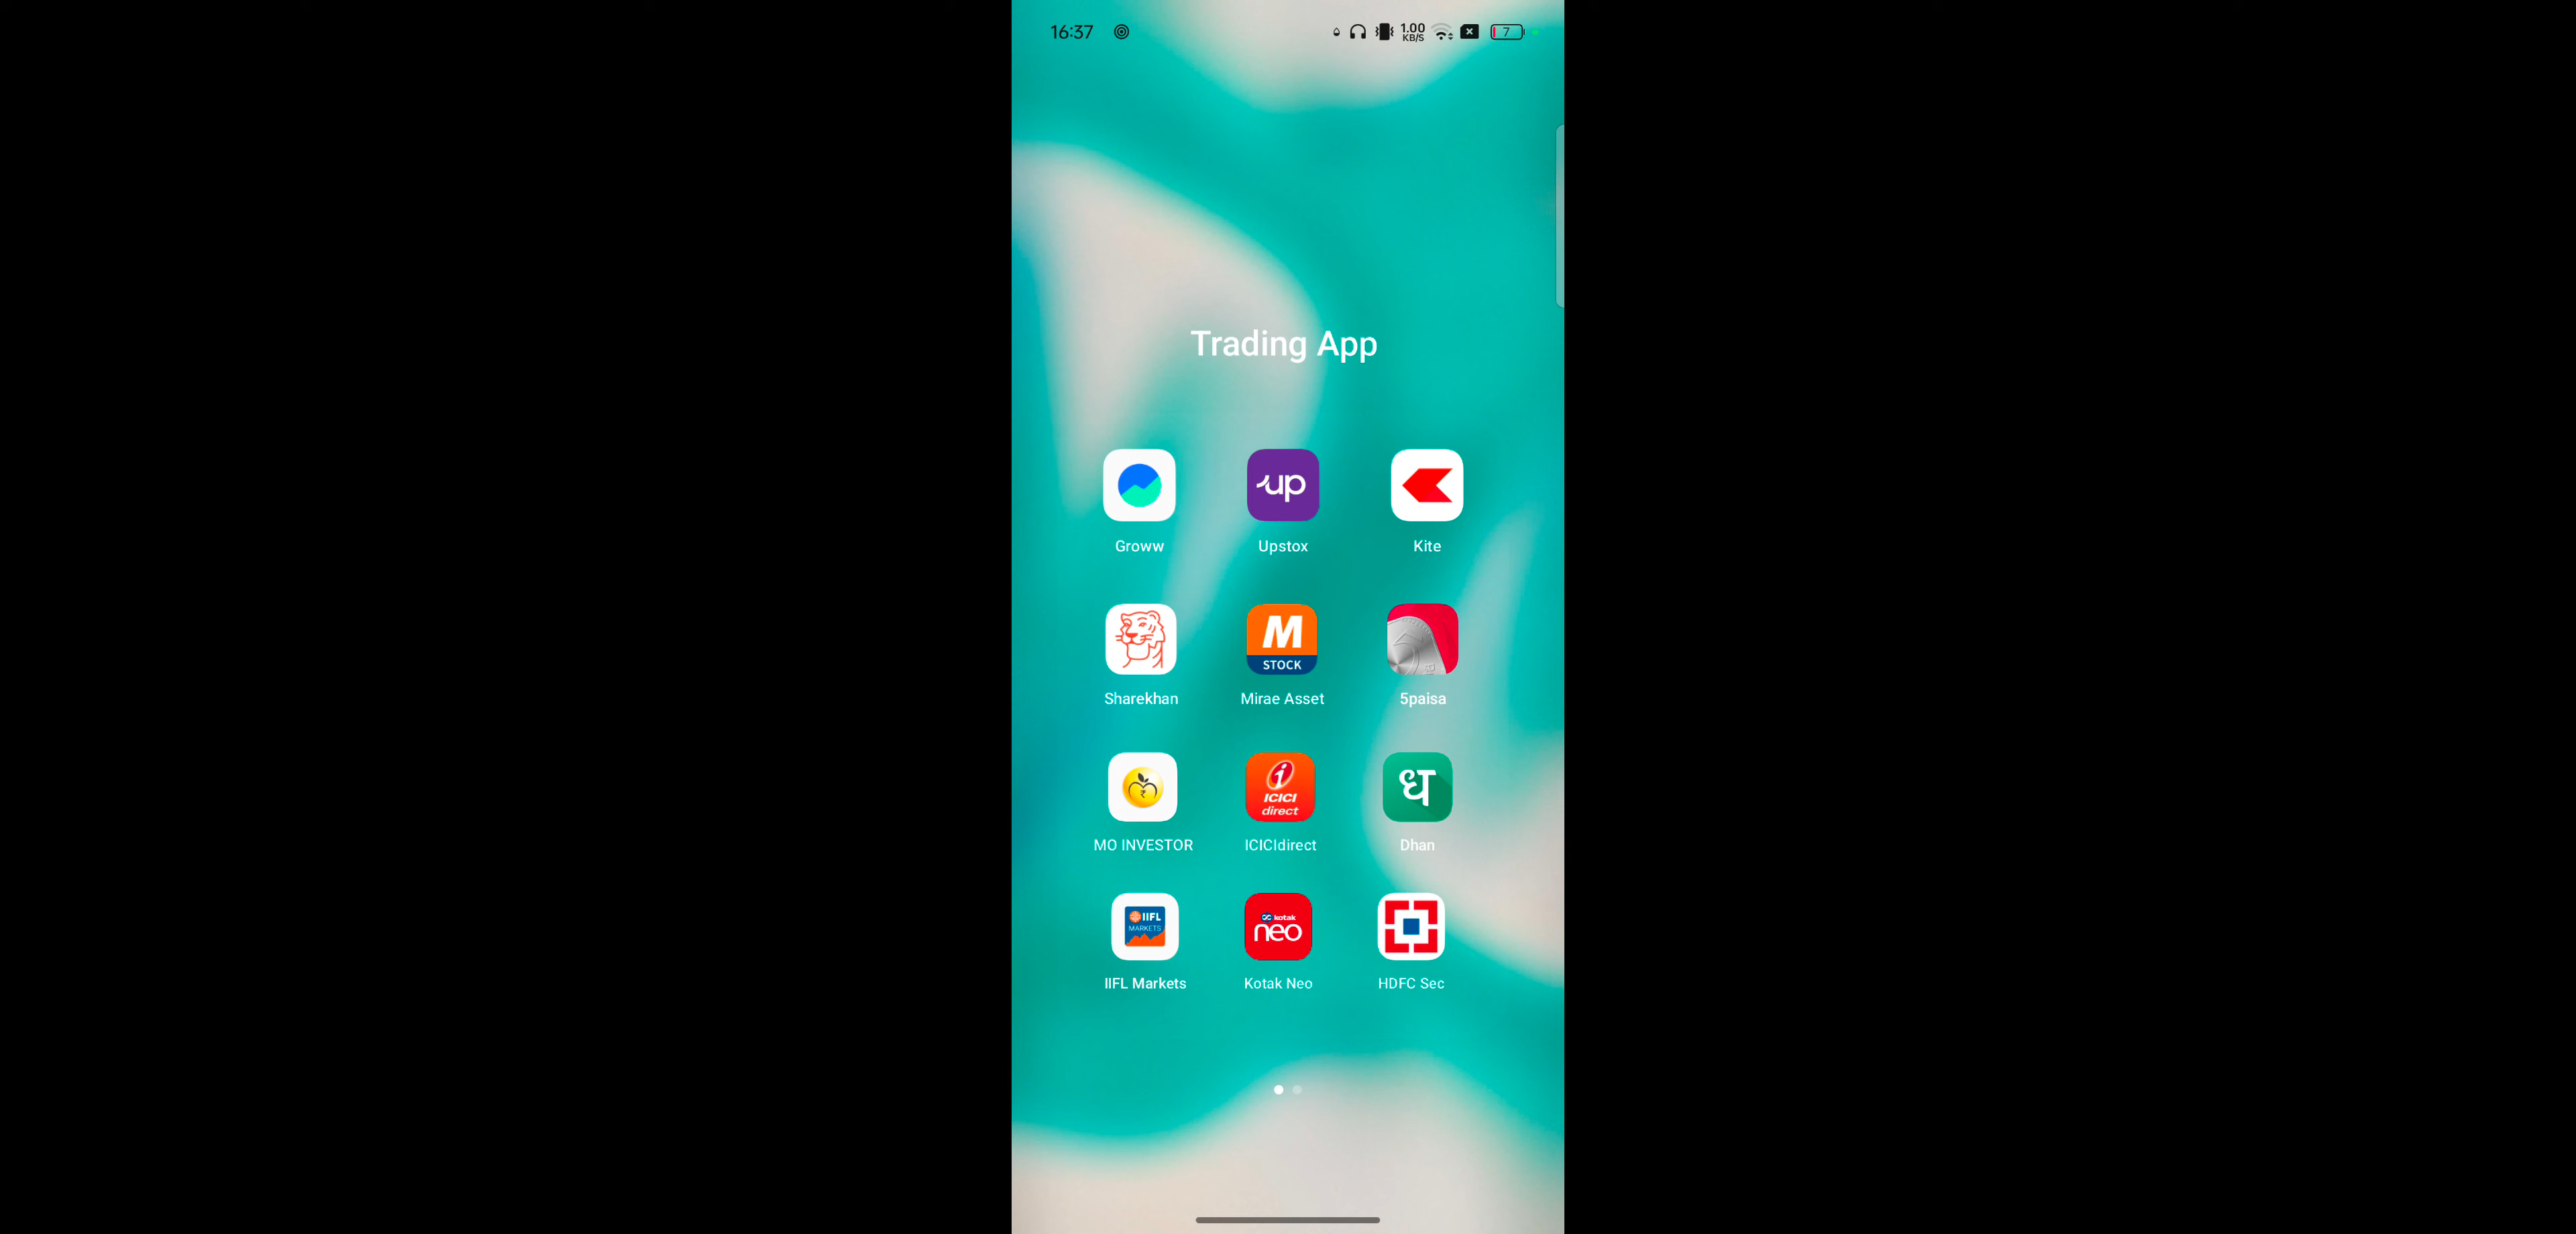 16:37 1.00 KB/S 7
Trading App
up
Groww Upstox Kite
M
STOCK
Sharekhan Mirae Asset 5paisa
₹ i ICICI direct ध
MO INVESTOR ICICIdirect Dhan
IIFL MARKETS kotak neo
IIFL Markets Kotak Neo HDFC Sec